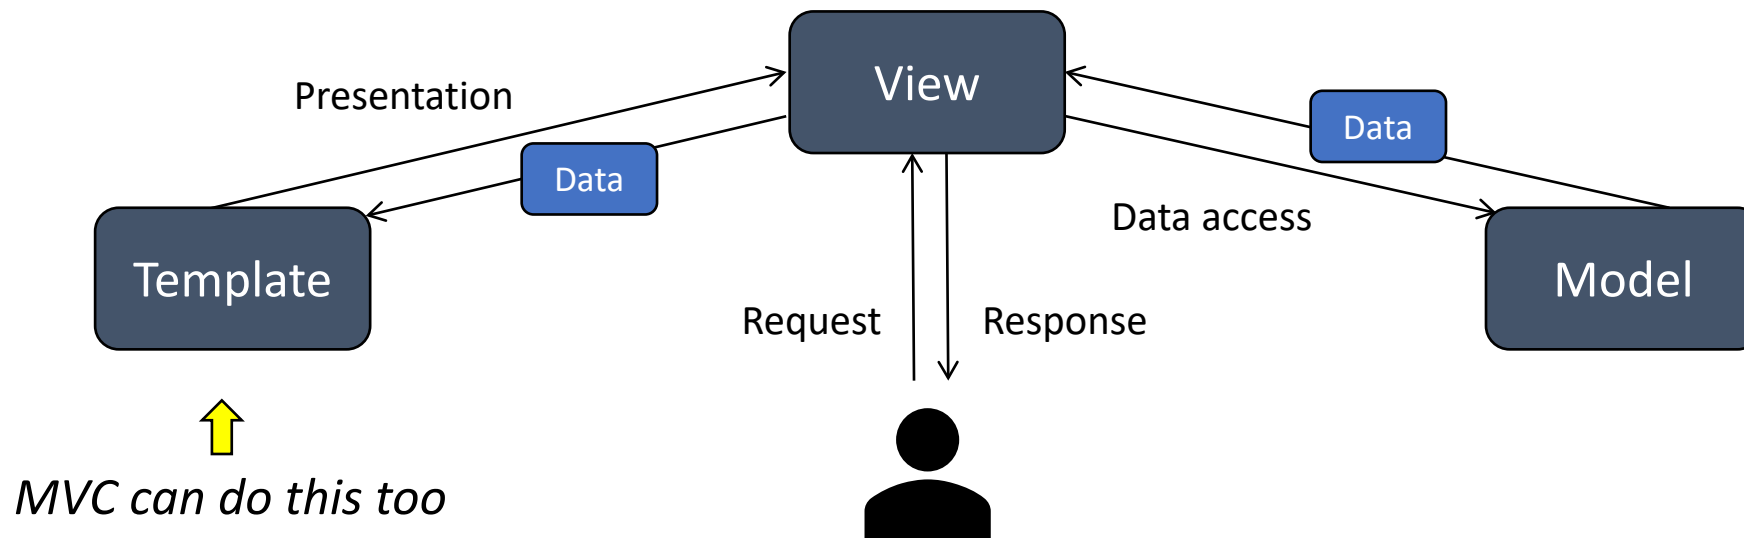 View
Presentation
Data
Data
Data access
Template
Model
Request
Response
MVC can do this too